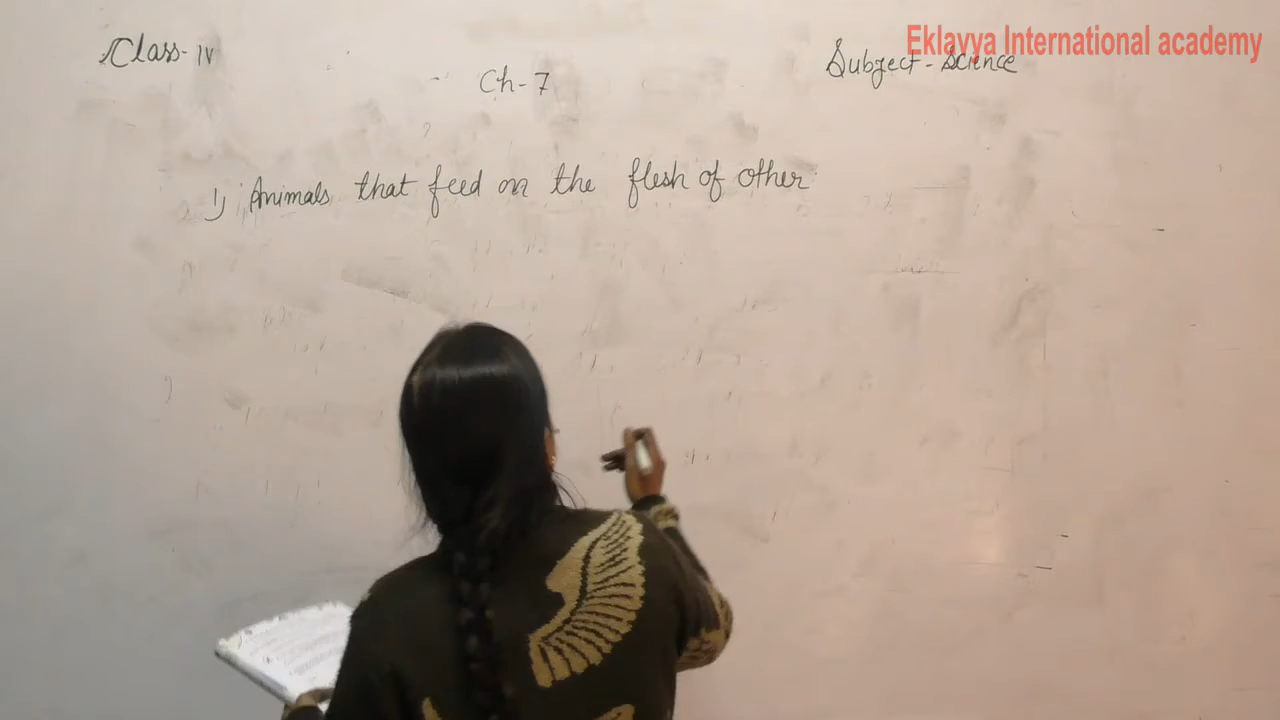 Eklavya International academy
Class- IV
Subject - science
Ch-7
1) Animals that feed on the flesh of other